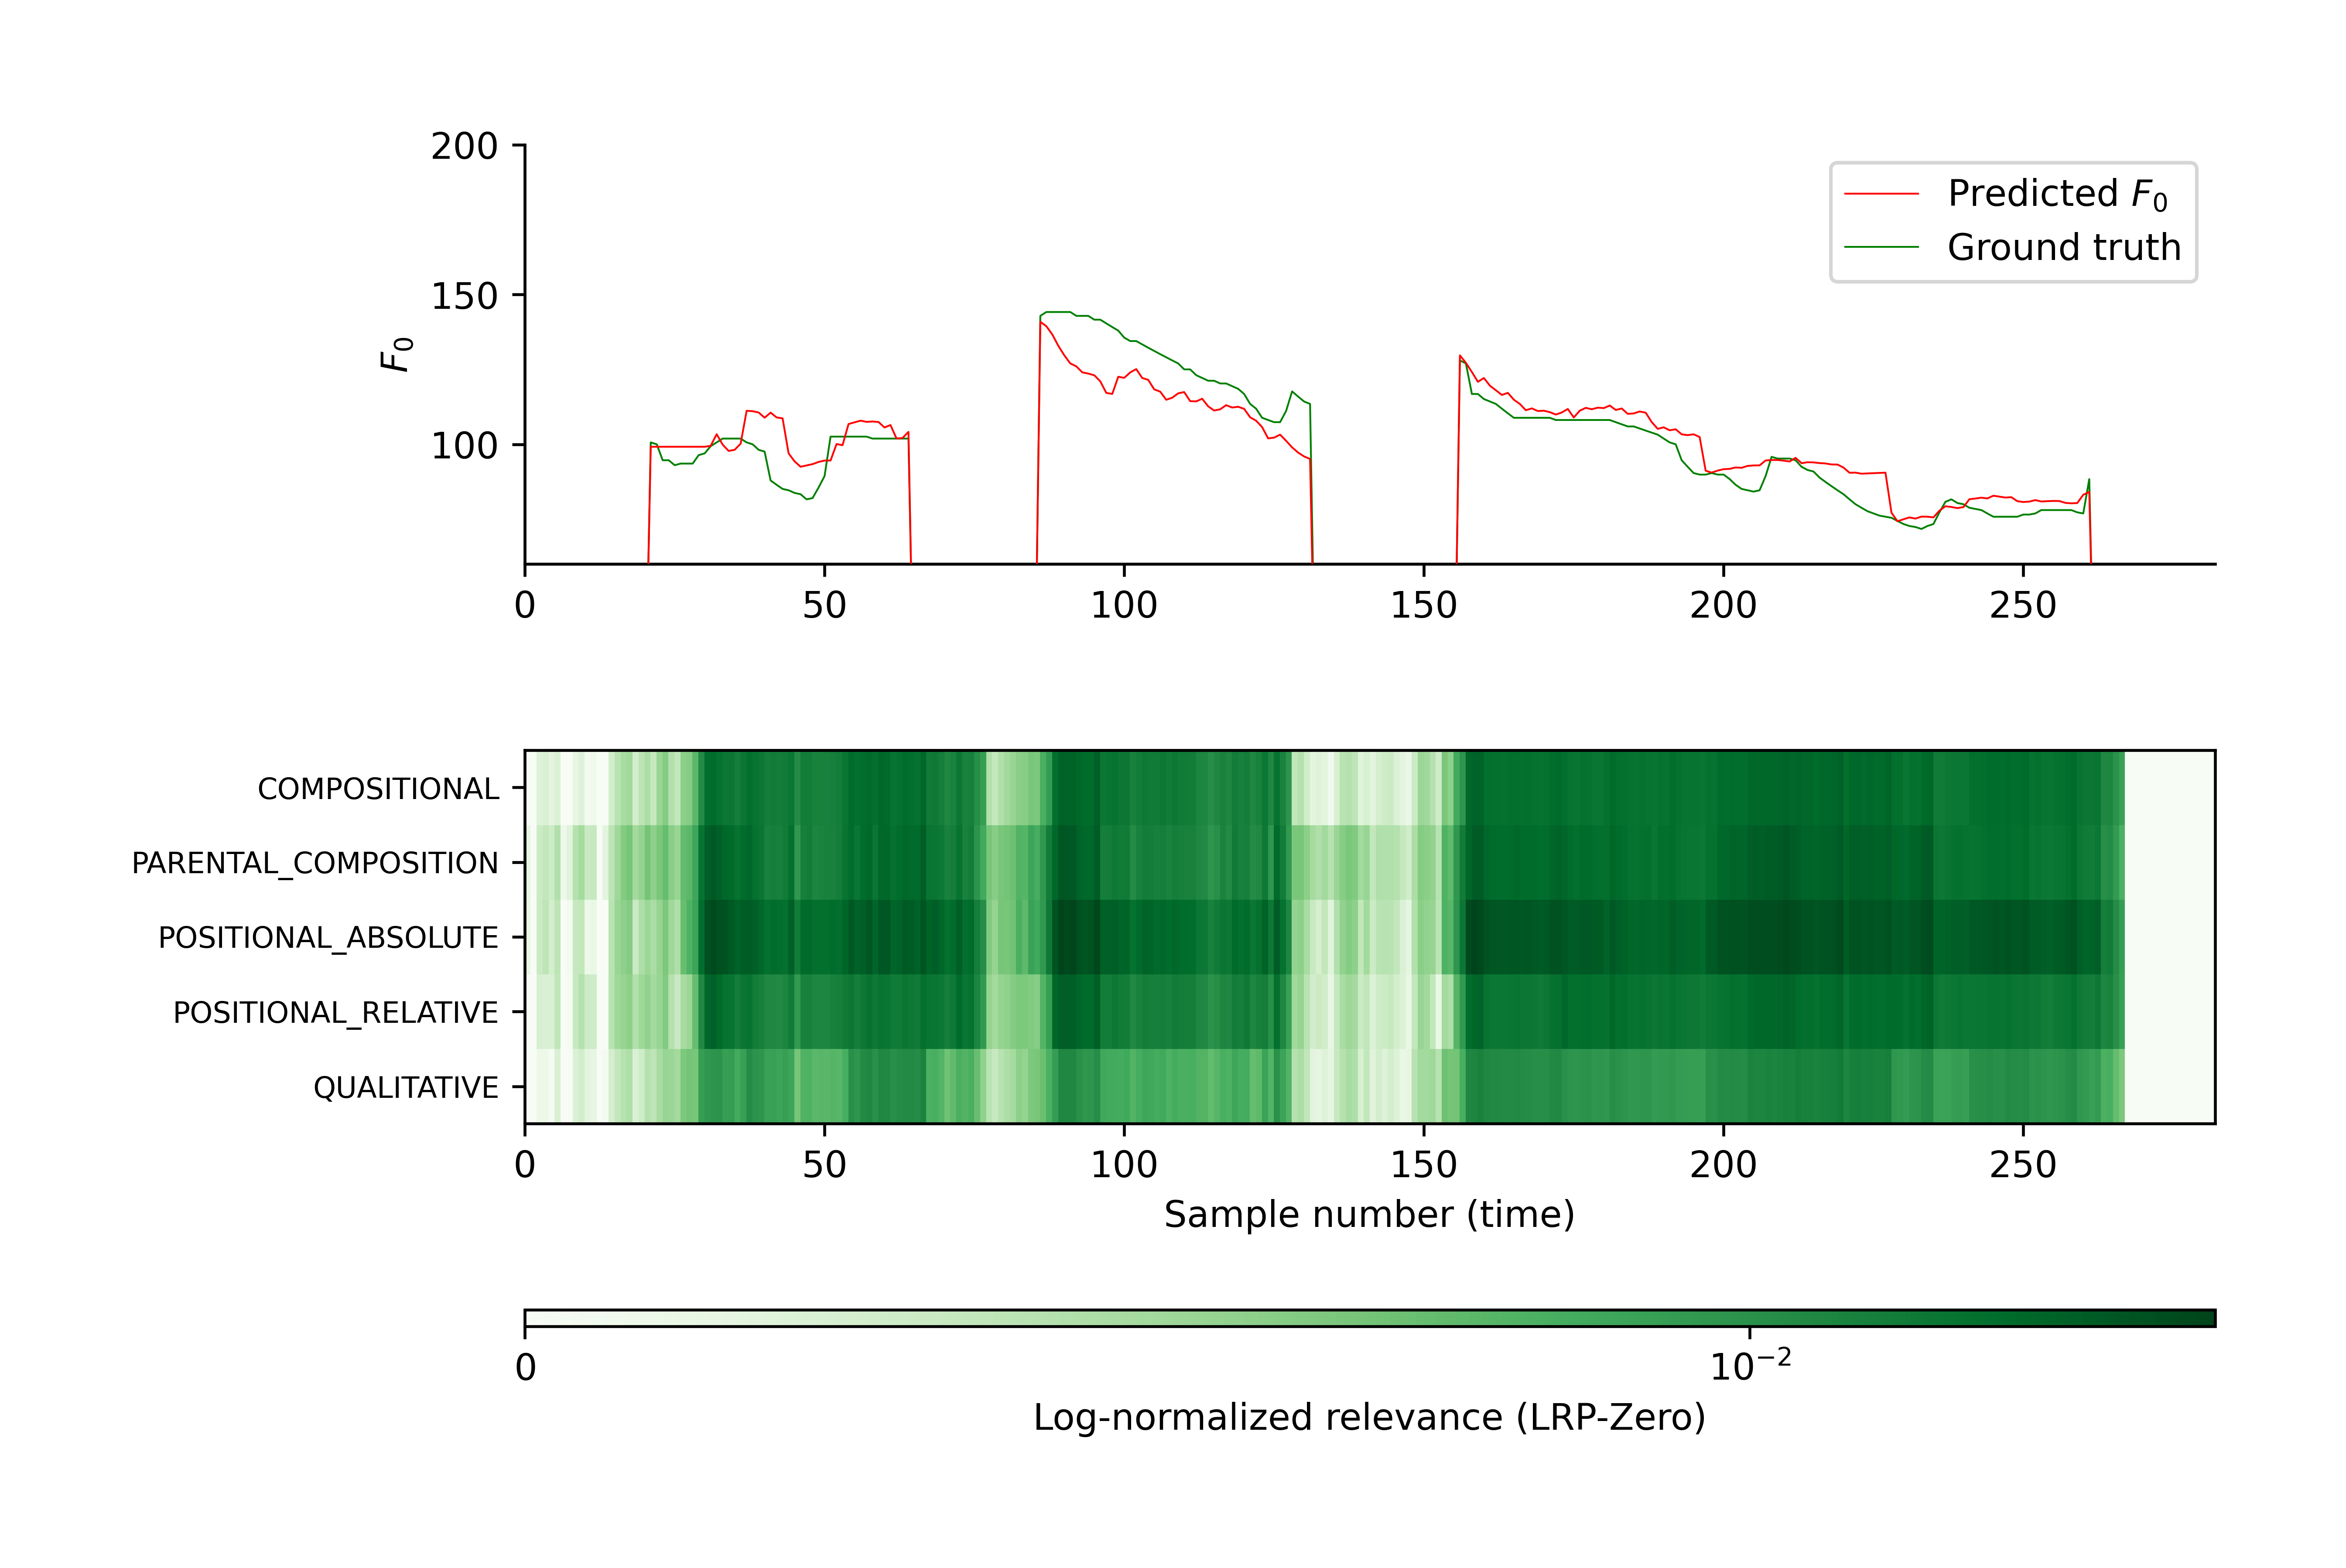 200
150
100
F₀
Predicted F₀
Ground truth
0 50 100 150 200 250
COMPOSITIONAL
PARENTAL_COMPOSITION
POSITIONAL_ABSOLUTE
POSITIONAL_RELATIVE
QUALITATIVE
0 50 100 150 200 250
Sample number (time)
0 10⁻²
Log-normalized relevance (LRP-Zero)